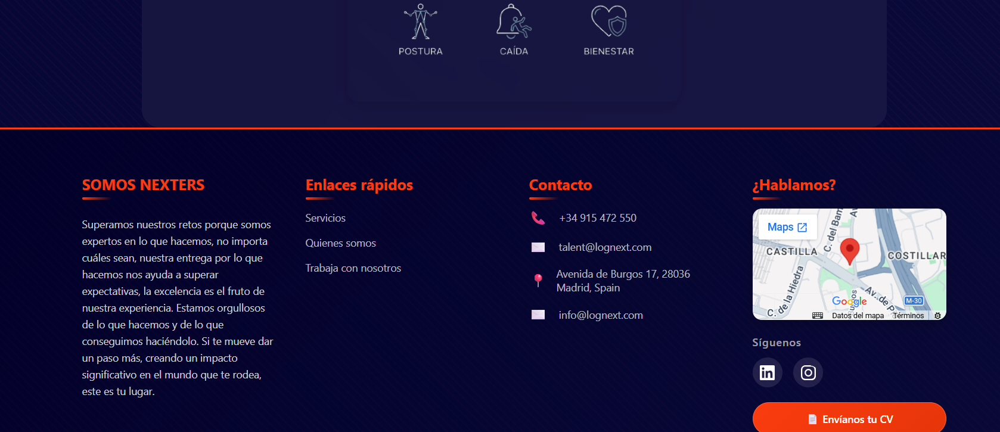 POSTURA
CAÍDA
BIENESTAR
SOMOS NEXTERS
Superamos nuestros retos porque somos
expertos en lo que hacemos, no importa
cuáles sean, nuestra entrega por lo que
hacemos nos ayuda a superar
expectativas, la excelencia es el fruto de
nuestra experiencia. Estamos orgullosos
de lo que hacemos y de lo que
conseguimos haciéndolo. Si te mueve dar
un paso más, creando un impacto
significativo en el mundo que te rodea,
este es tu lugar.
Enlaces rápidos
Servicios
Quienes somos
Trabaja con nosotros
Contacto
+34 915 472 550
talent@lognext.com
Avenida de Burgos 17, 28036
Madrid, Spain
info@lognext.com
¿Hablamos?
Maps
C. del Bam
Av
CASTILLA
COSTILLAR
C. de la Hiedra
Av. de P
M-30
Google
Datos del mapa
Términos
Síguenos
in
Envíanos tu CV